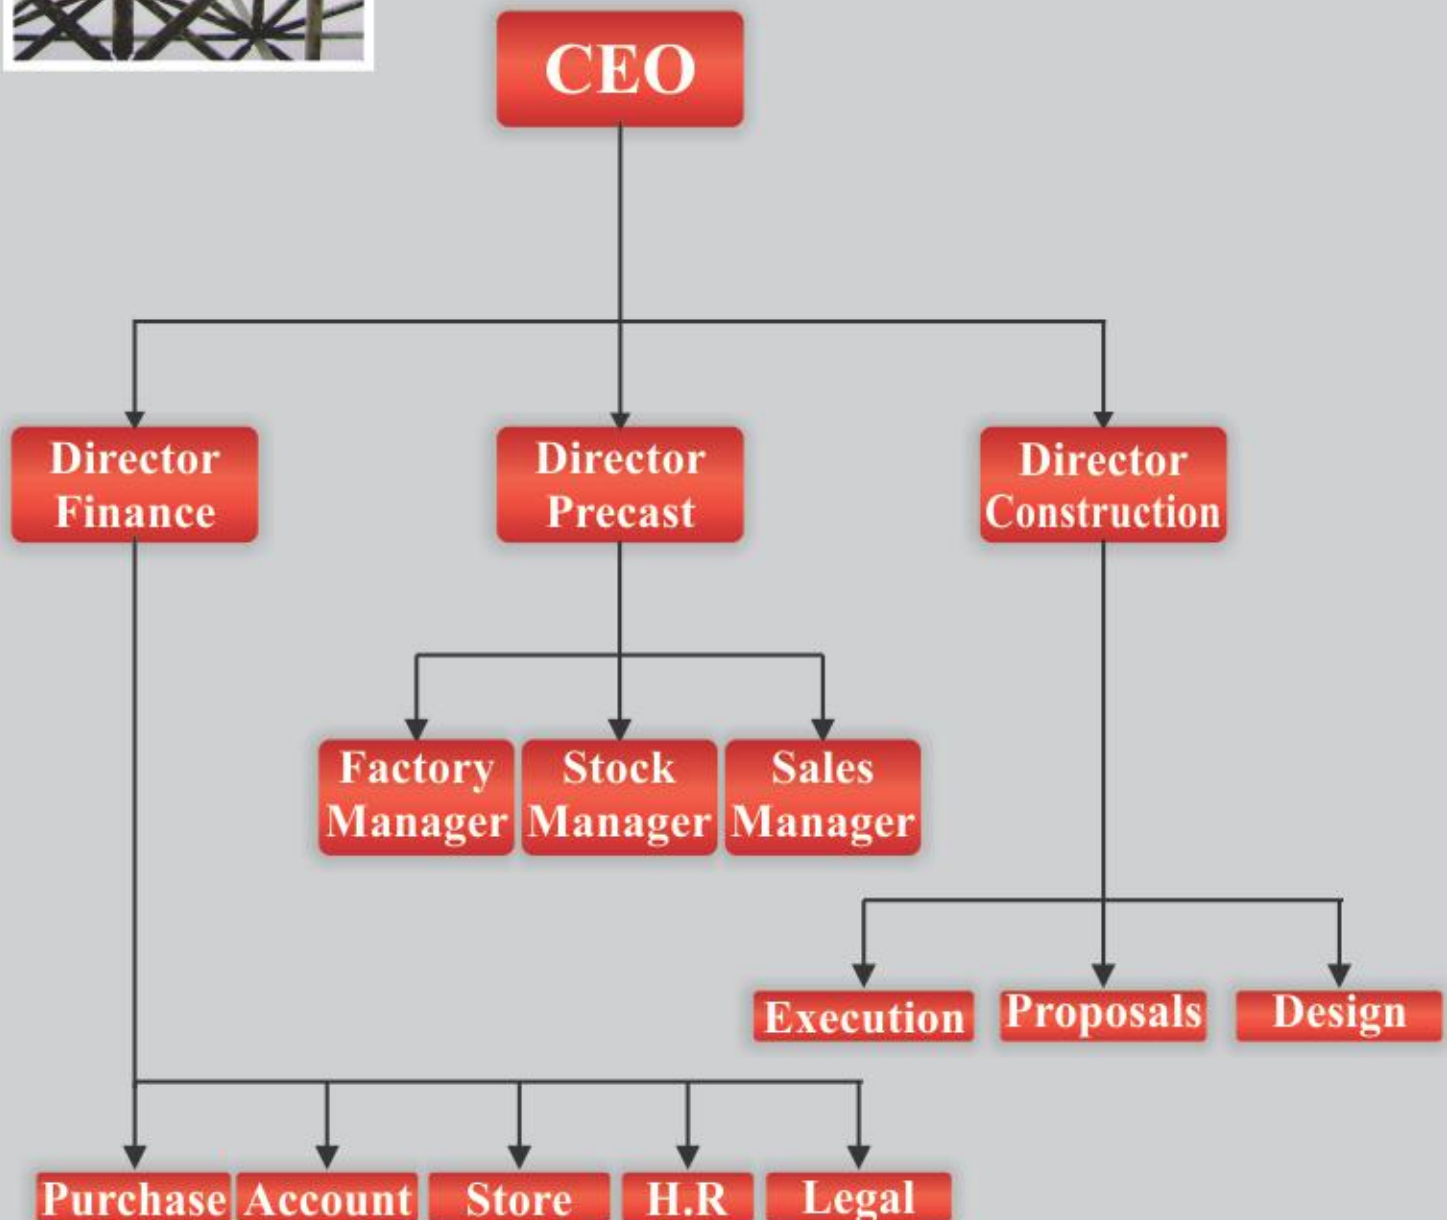 CEO
Director
Finance
Director
Precast
Director
Construction
Factory
Manager
Stock
Manager
Sales
Manager
Execution
Proposals
Design
Purchase
Account
Store
H.R
Legal